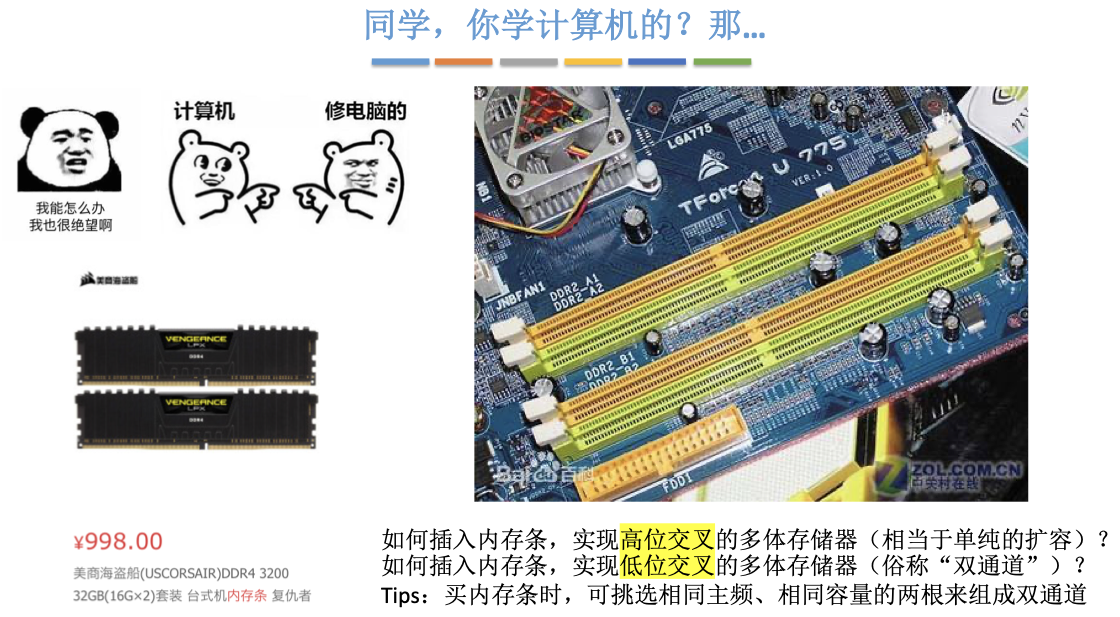 同学，你学计算机的？那…
计算机
修电脑的
我能怎么办
我也很绝望啊
美商海盗船
VENGEANCE
LPX
DDR4
VENGEANCE
LPX
DDR4
¥998.00
美商海盗船(USCORSAIR)DDR4 3200
32GB(16G×2)套装 台式机内存条 复仇者
BIOSTAR
LGA775
TForce
U 775
VER:1.0
NB1
JNBFAN1
DDR2_A1
DDR2_A2
DDR2_B1
DDR2_B2
FDD1
Baidu百科
ZOL.COM.CN
中关村在线
如何插入内存条，实现高位交叉的多体存储器（相当于单纯的扩容）？
如何插入内存条，实现低位交叉的多体存储器（俗称“双通道”）？
Tips：买内存条时，可挑选相同主频、相同容量的两根来组成双通道